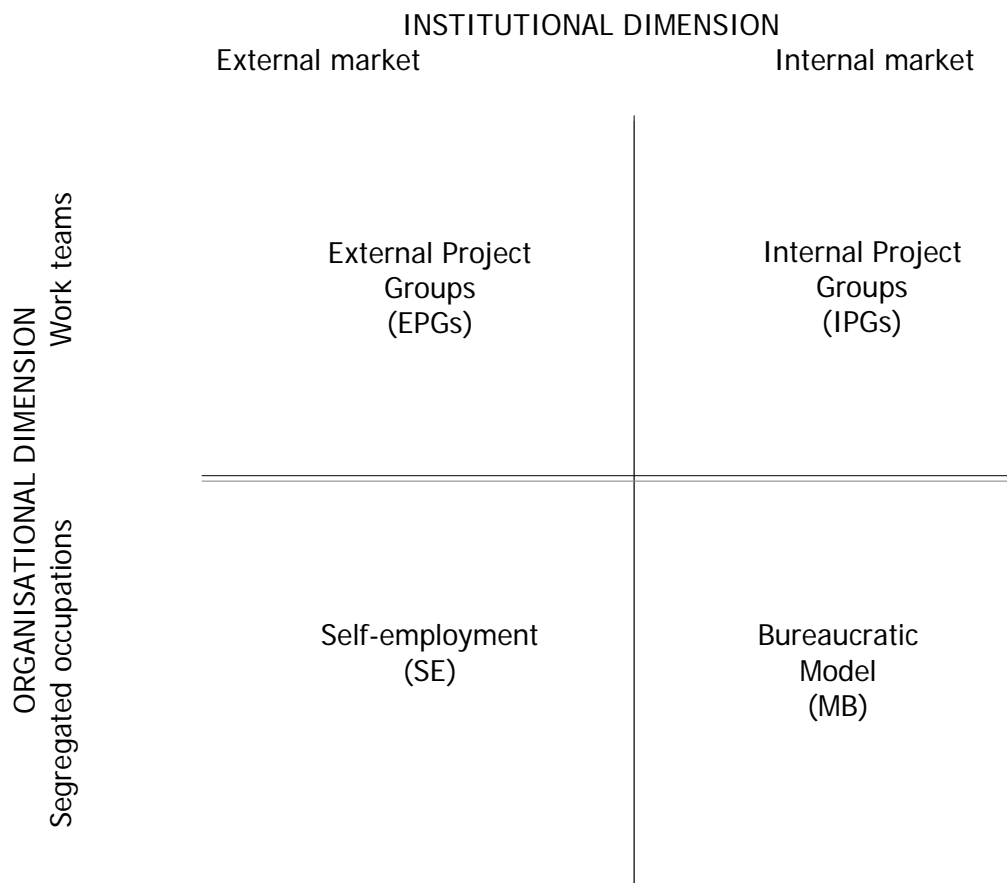 INSTITUTIONAL DIMENSION
External market Internal market
ORGANISATIONAL DIMENSION
Work teams
Segregated occupations
External Project
Groups
(EPGs)
Internal Project
Groups
(IPGs)
Self-employment
(SE)
Bureaucratic
Model
(MB)